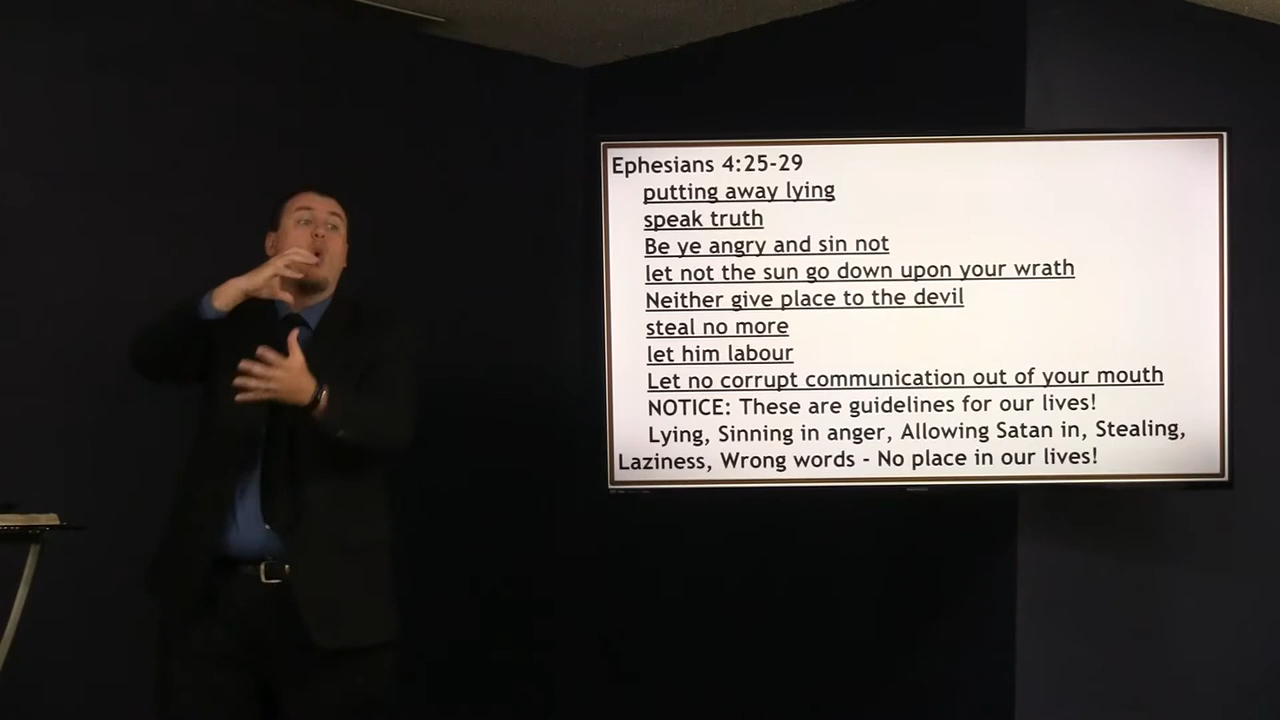 Ephesians 4:25-29
putting away lying
speak truth
Be ye angry and sin not
let not the sun go down upon your wrath
Neither give place to the devil
steal no more
let him labour
Let no corrupt communication out of your mouth
NOTICE: These are guidelines for our lives!
Lying, Sinning in anger, Allowing Satan in, Stealing,
Laziness, Wrong words - No place in our lives!